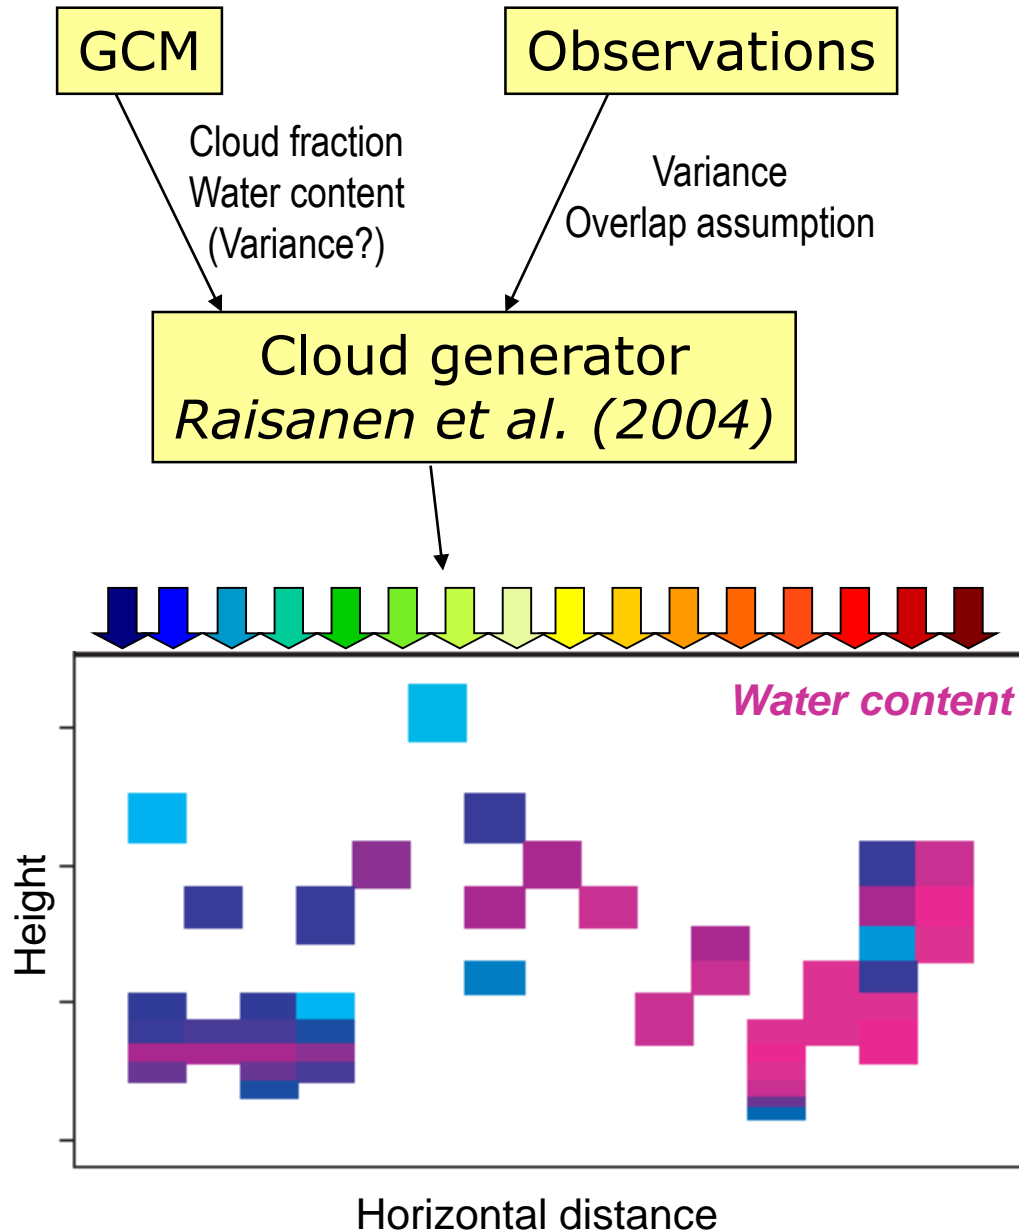 GCM
Observations
Cloud fraction
Water content
(Variance?)
Variance
Overlap assumption
Cloud generator
Raisanen et al. (2004)
Water content
Height
Horizontal distance